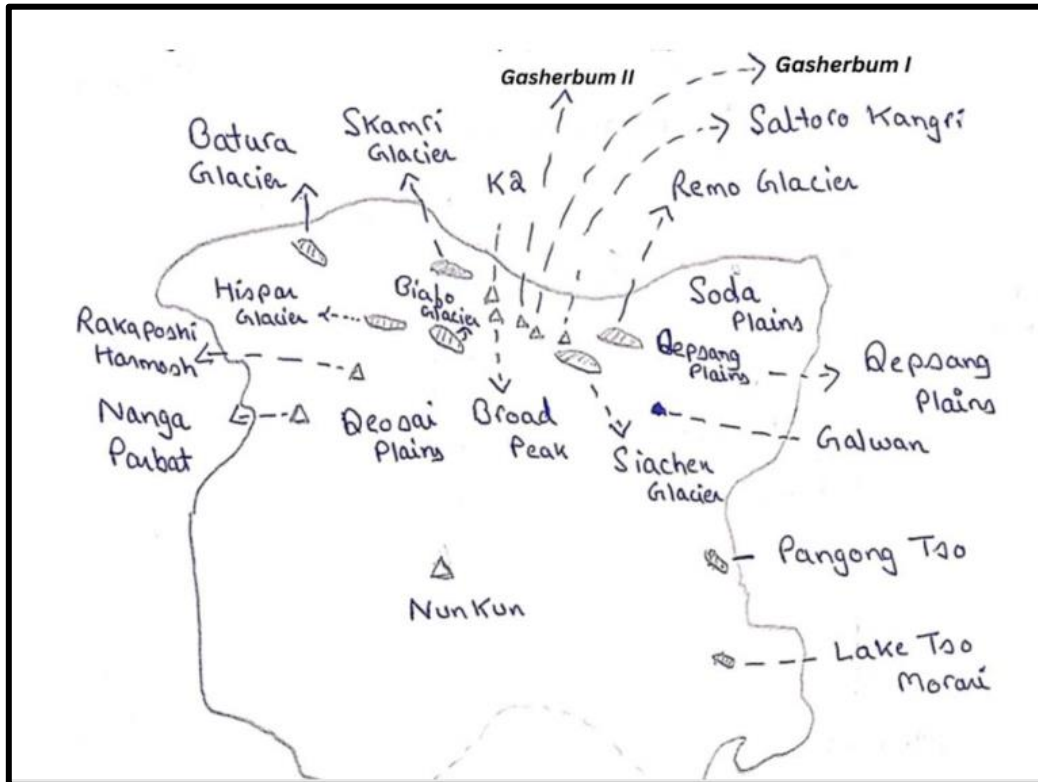 Gasherbum II
Gasherbum I
Saltoro Kangri
Batura
Glacier
Skamri
Glacier
K2
Remo Glacier
Hispar
Glacier
Biafo
Glacier
Soda
Plains
Rakaposhi
Harmosh
Depsang
Plains
Depsang
Plains
Nanga
Parbat
Deosai
Plains
Broad
Peak
Galwan
Siachen
Glacier
Pangong Tso
NunKun
Lake Tso
Morari